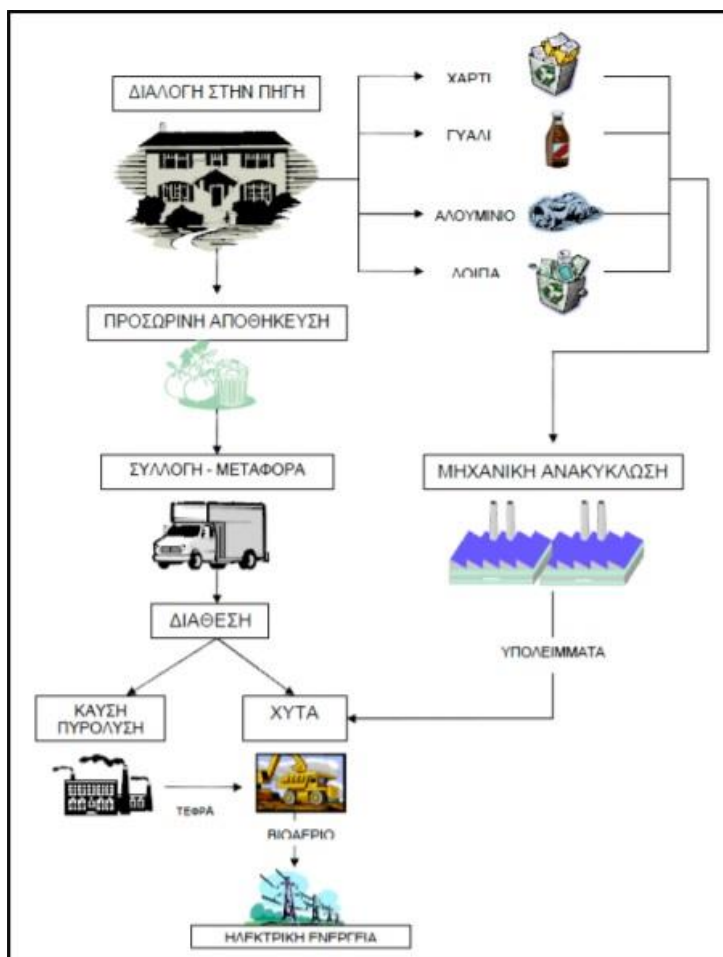 ΔΙΑΛΟΓΗ ΣΤΗΝ ΠΗΓΗ
ΧΑΡΤΙ
ΓΥΑΛΙ
ΑΛΟΥΜΙΝΙΟ
ΛΟΙΠΑ
ΠΡΟΣΩΡΙΝΗ ΑΠΟΘΗΚΕΥΣΗ
ΣΥΛΛΟΓΗ - ΜΕΤΑΦΟΡΑ
ΜΗΧΑΝΙΚΗ ΑΝΑΚΥΚΛΩΣΗ
ΔΙΑΘΕΣΗ
ΥΠΟΛΕΙΜΜΑΤΑ
ΚΑΥΣΗ
ΠΥΡΟΛΥΣΗ
ΧΥΤΑ
ΤΕΦΡΑ
ΒΙΟΑΕΡΙΟ
ΗΛΕΚΤΡΙΚΗ ΕΝΕΡΓΕΙΑ